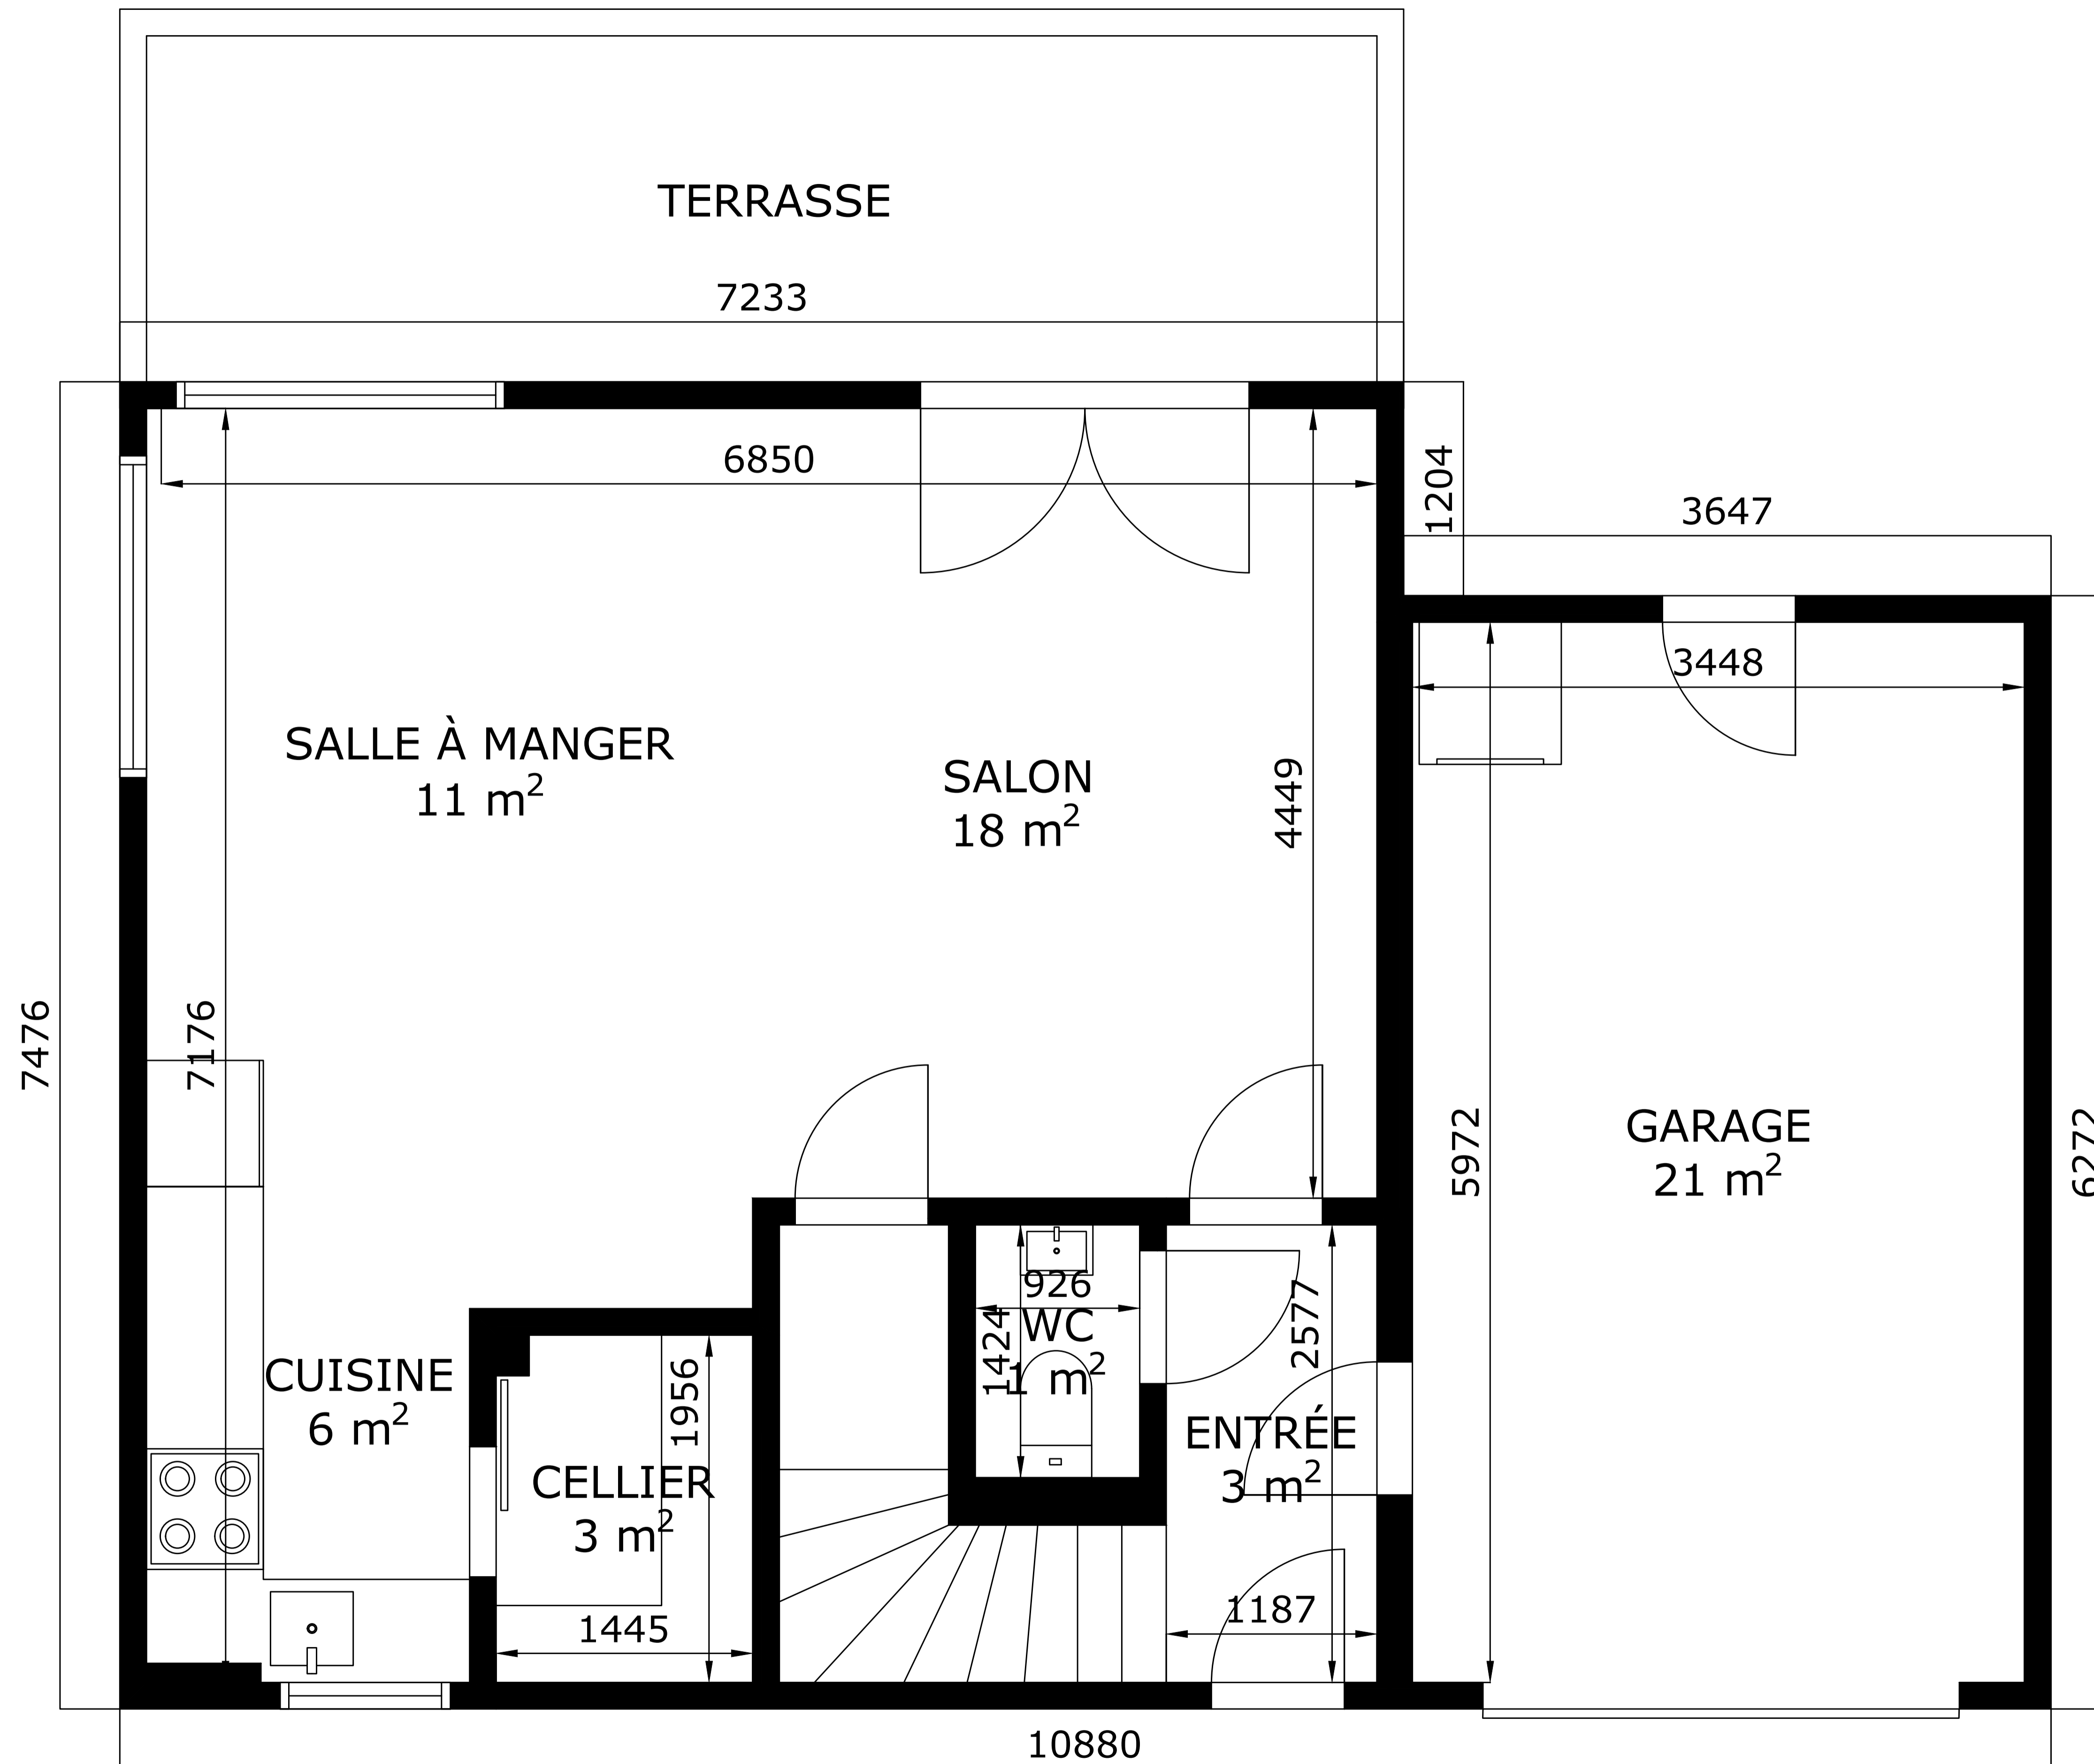 TERRASSE
7233
6850
1204
3647
3448
SALLE À MANGER
11 m²
SALON
18 m²
4449
7476
7176
5972
GARAGE
21 m²
6272
926
WC
1 m²
1424
2577
CUISINE
6 m²
1956
ENTRÉE
3 m²
CELLIER
3 m²
1445
1187
10880